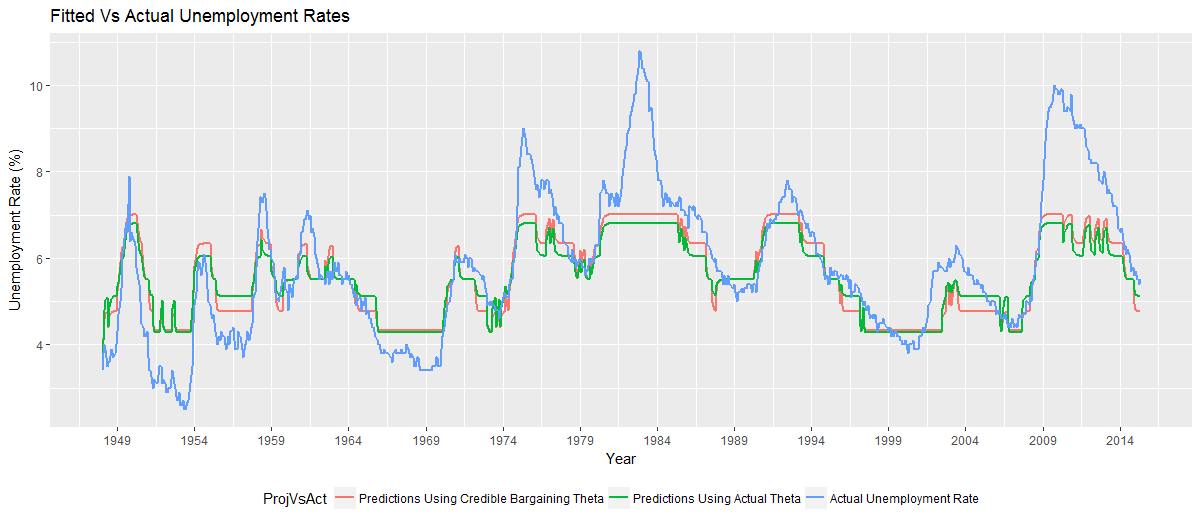 Fitted Vs Actual Unemployment Rates
Unemployment Rate (%)
10
8
6
4
1949 1954 1959 1964 1969 1974 1979 1984 1989 1994 1999 2004 2009 2014
Year
ProjVsAct Predictions Using Credible Bargaining Theta Predictions Using Actual Theta Actual Unemployment Rate